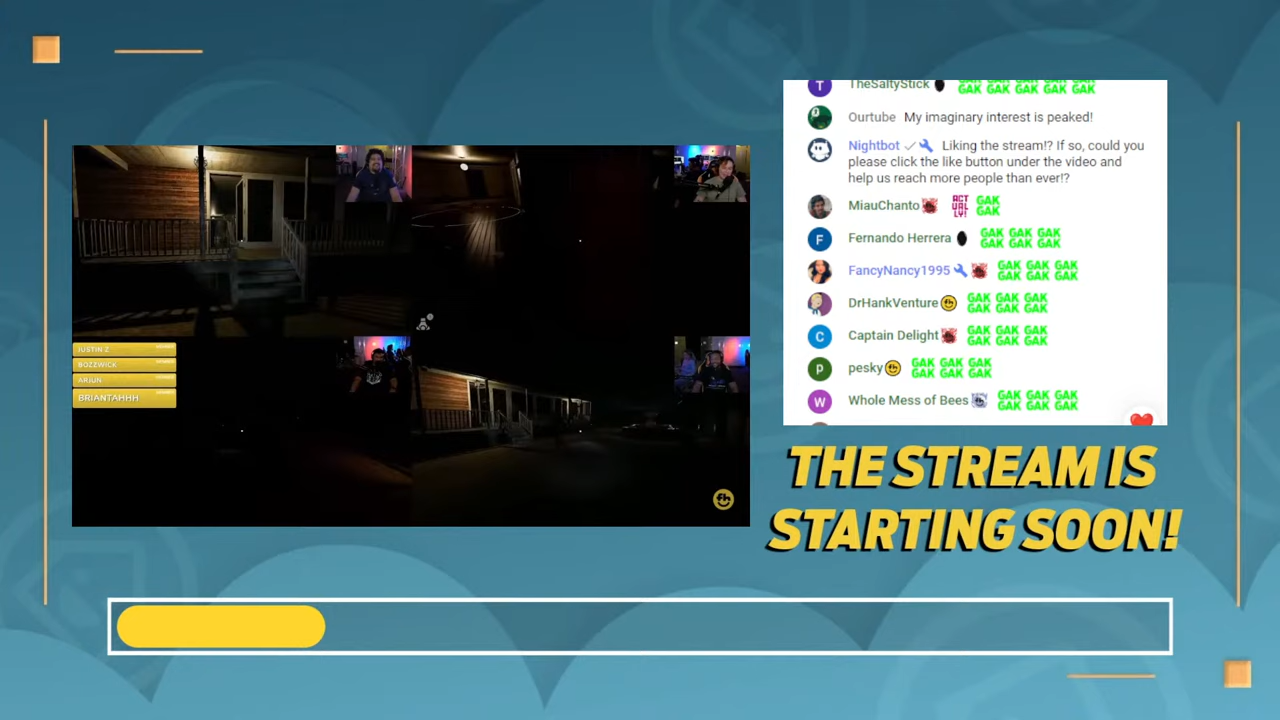 JUSTIN Z
BOZZWICK
ARJUN
BRIANTAHHH
TheSaltyStick GAK GAK GAK GAK GAK
GAK GAK GAK GAK GAK
Ourtube My imaginary interest is peaked!
Nightbot Liking the stream!? If so, could you
please click the like button under the video and
help us reach more people than ever!?
MiauChanto ACTUALLY! GAK
GAK
Fernando Herrera GAK GAK GAK
GAK GAK GAK
FancyNancy1995 GAK GAK GAK
GAK GAK GAK
DrHankVenture GAK GAK GAK
GAK GAK GAK
Captain Delight GAK GAK GAK
GAK GAK GAK
pesky GAK GAK GAK
GAK GAK GAK
Whole Mess of Bees GAK GAK GAK
GAK GAK GAK
THE STREAM IS
STARTING SOON!